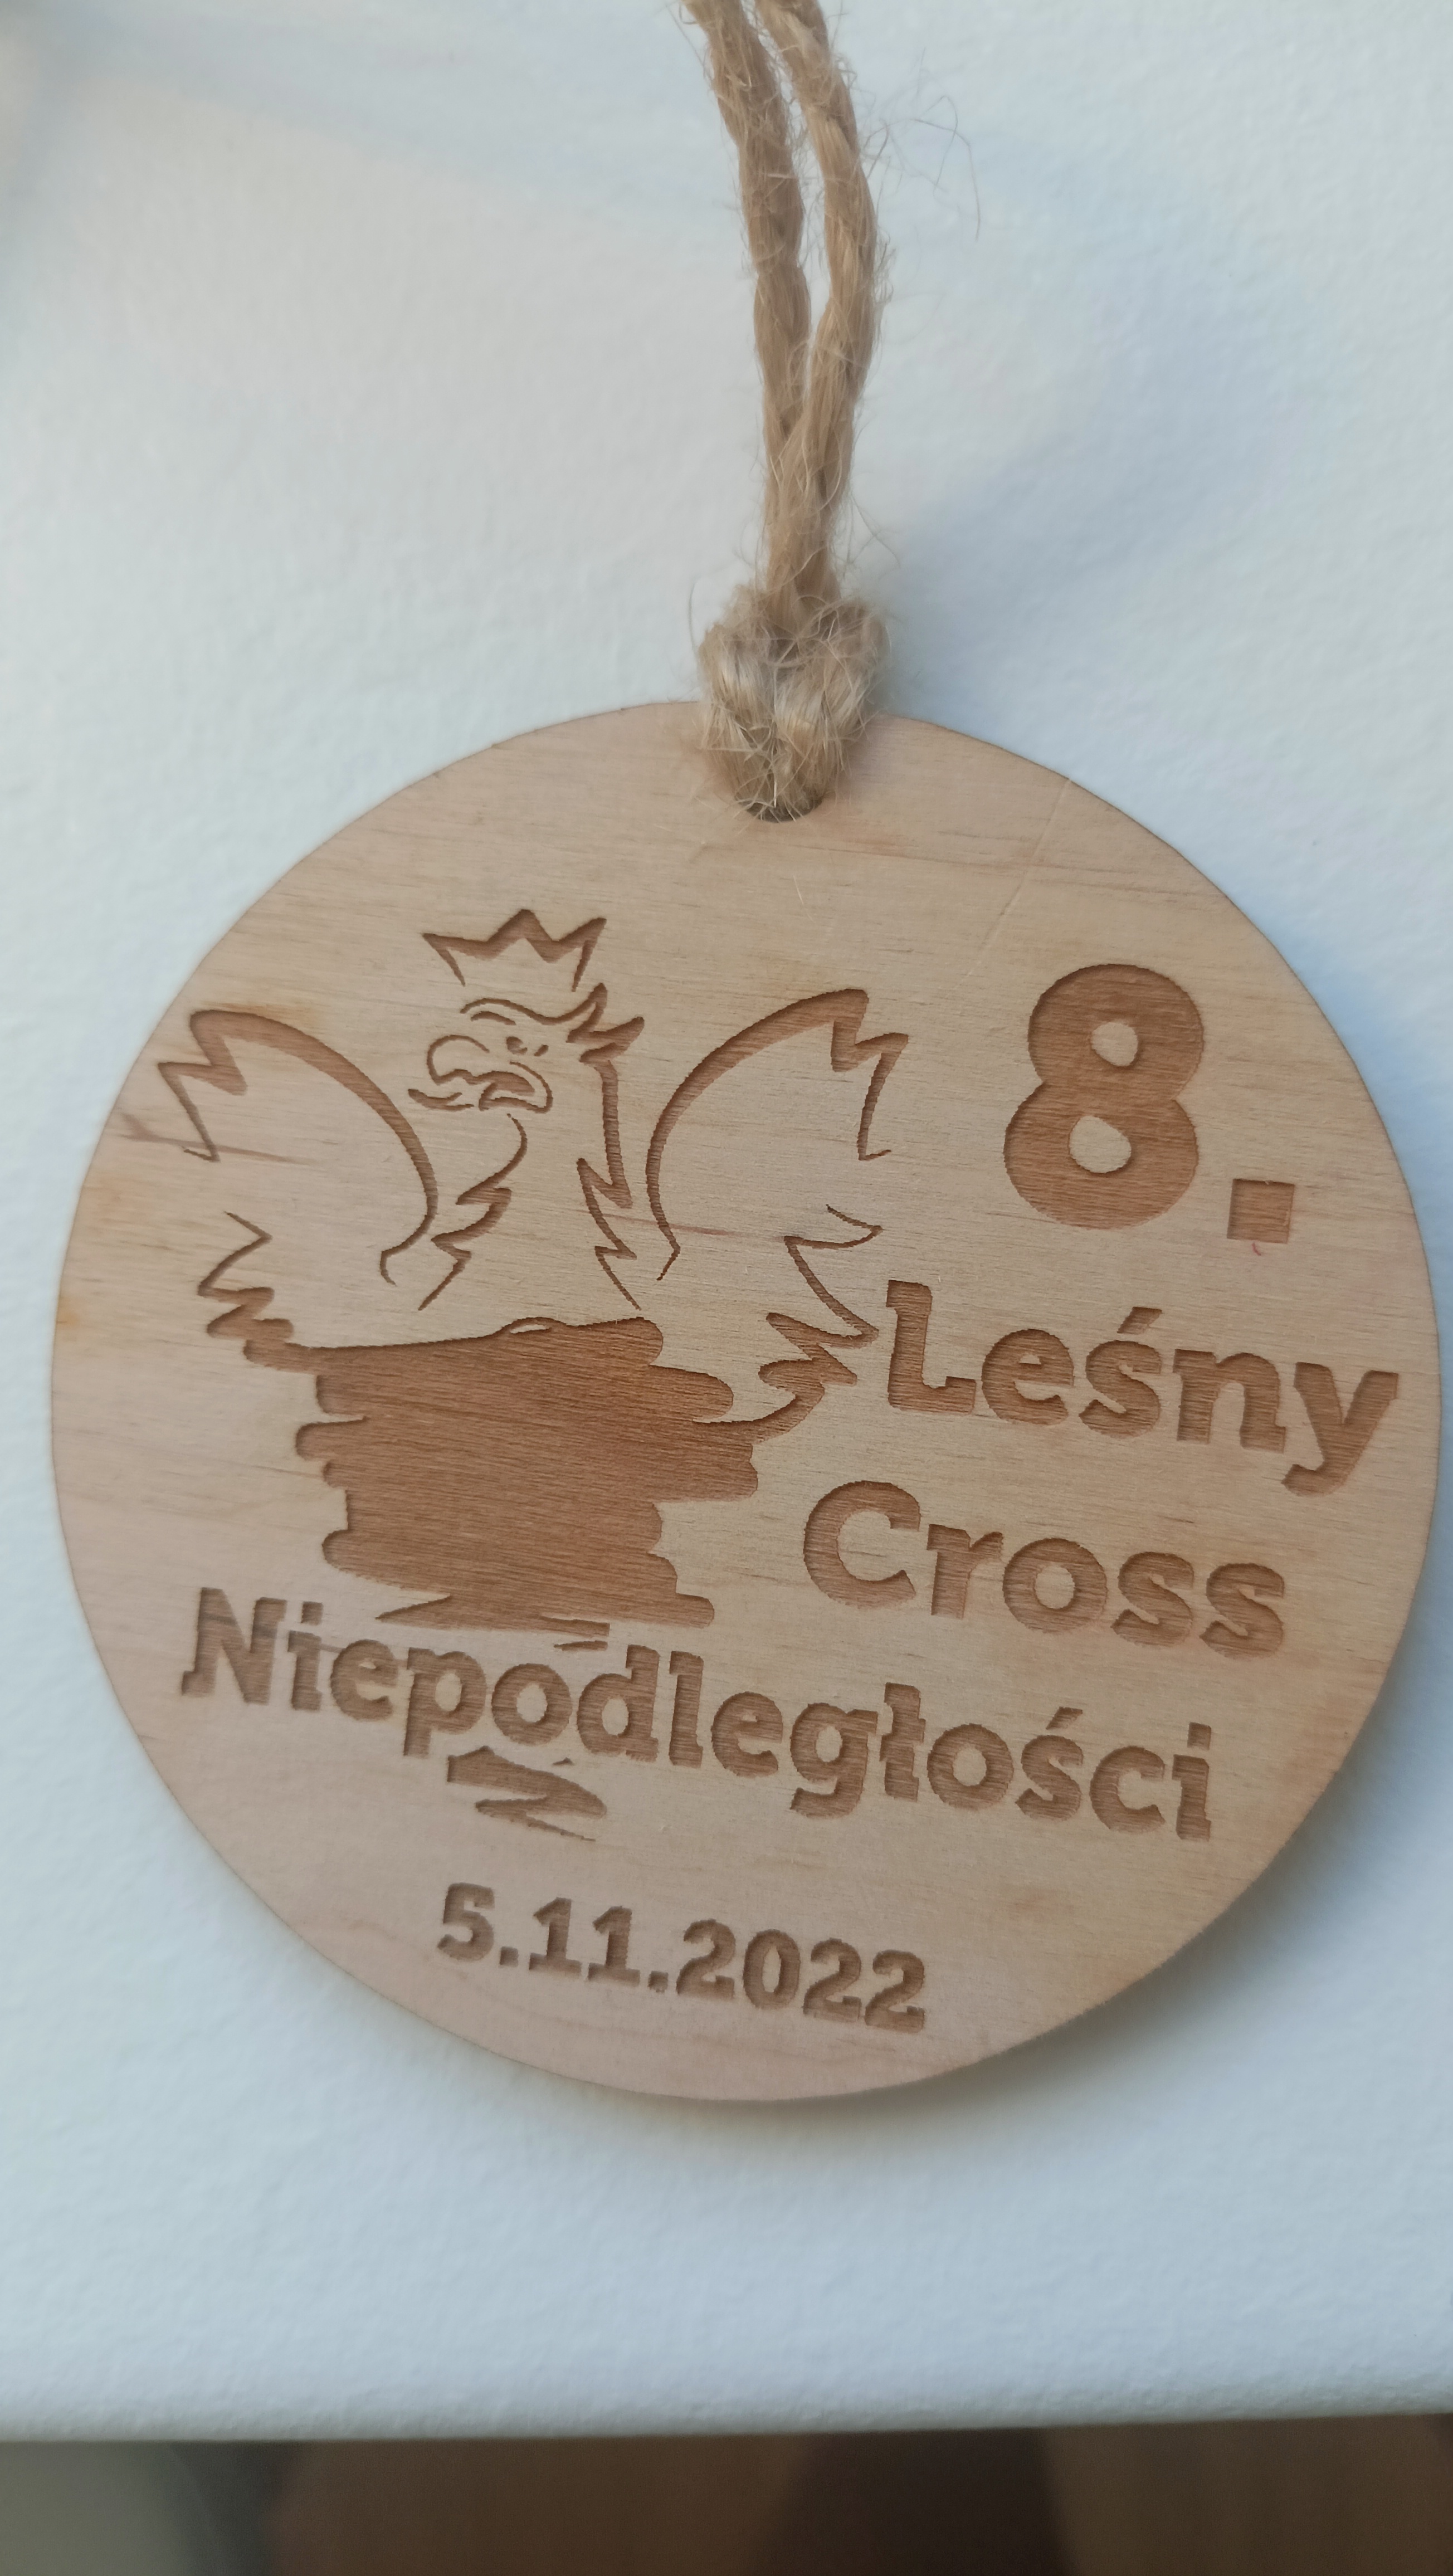 8.
Leśny
Cross
Niepodległości
5.11.2022